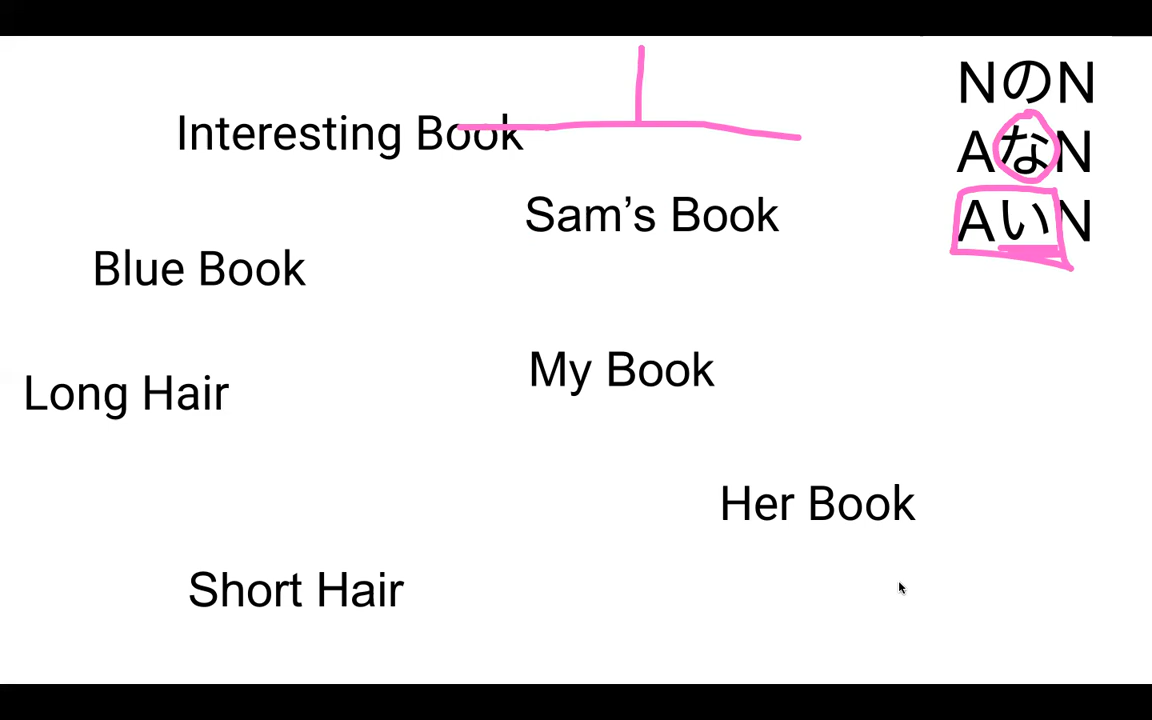 Interesting Book
Sam's Book
Blue Book
Long Hair
My Book
Her Book
Short Hair
NのN
AなN
AいN